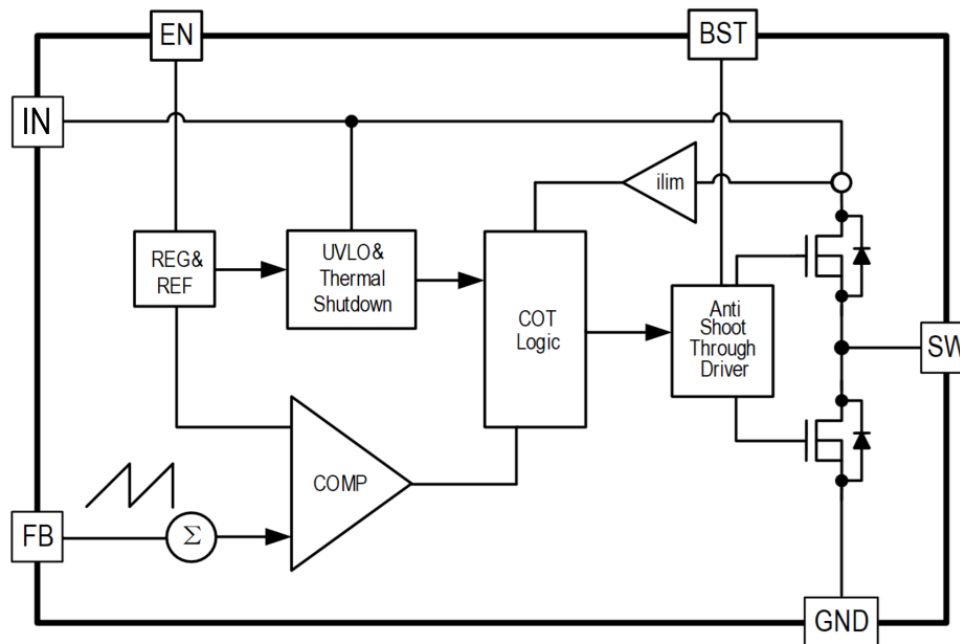 EN
BST
IN
ilim
REG&
REF
UVLO&
Thermal
Shutdown
COT
Logic
Anti
Shoot
Through
Driver
SW
COMP
FB
Σ
GND